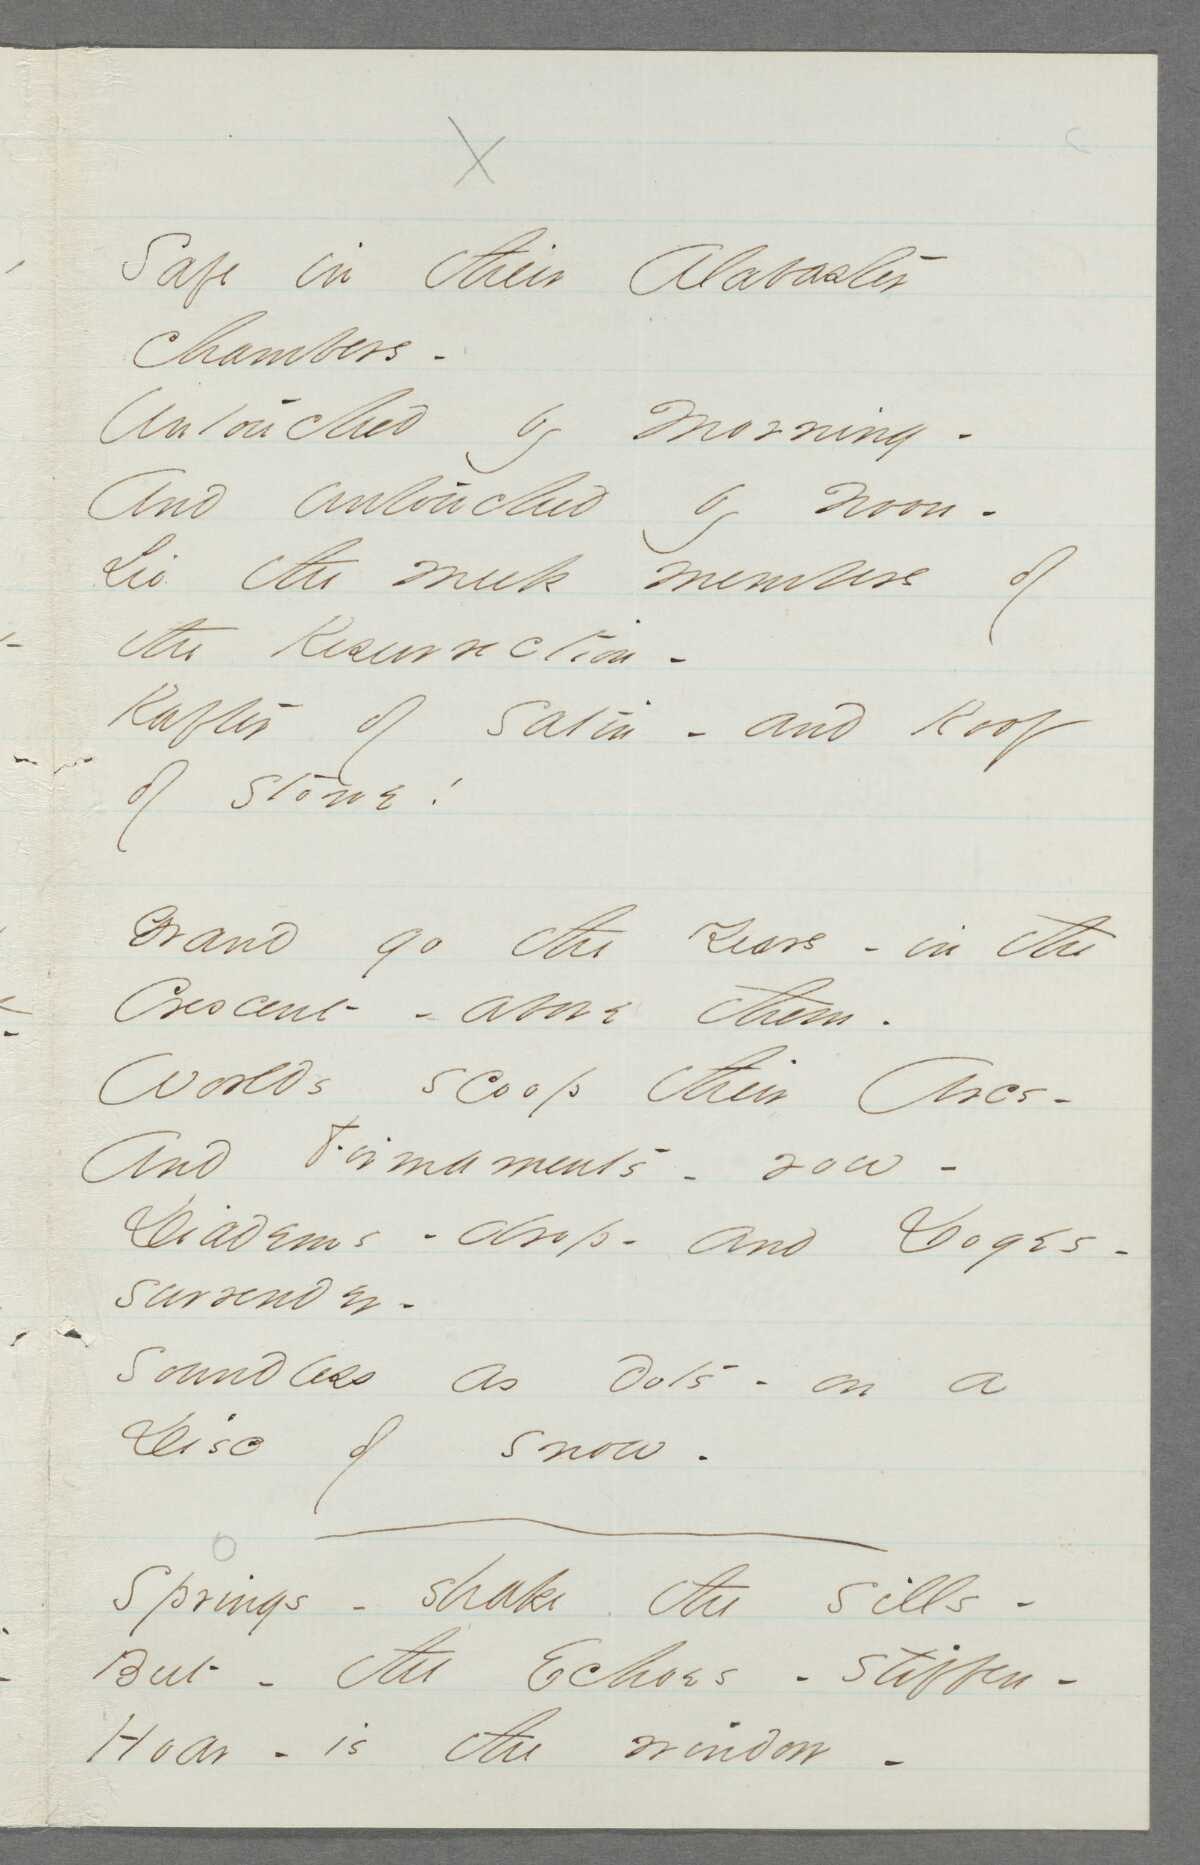 X
Safe in their Alabaster
Chambers -
Untouched by Morning -
And untouched by Noon -
Lie the meek members of
the Resurrection -
Rafter of Satin - and Roof
of Stone!
Grand go the Years - in the
Crescent - above them -
Worlds scoop their Arcs -
And Firmaments - row -
Diadems - drop - and Doges -
surrender -
Soundless as dots - on a
Disc of snow -
Springs - shake the sills -
But - the Echoes - stiffen -
Hoar - is the window -